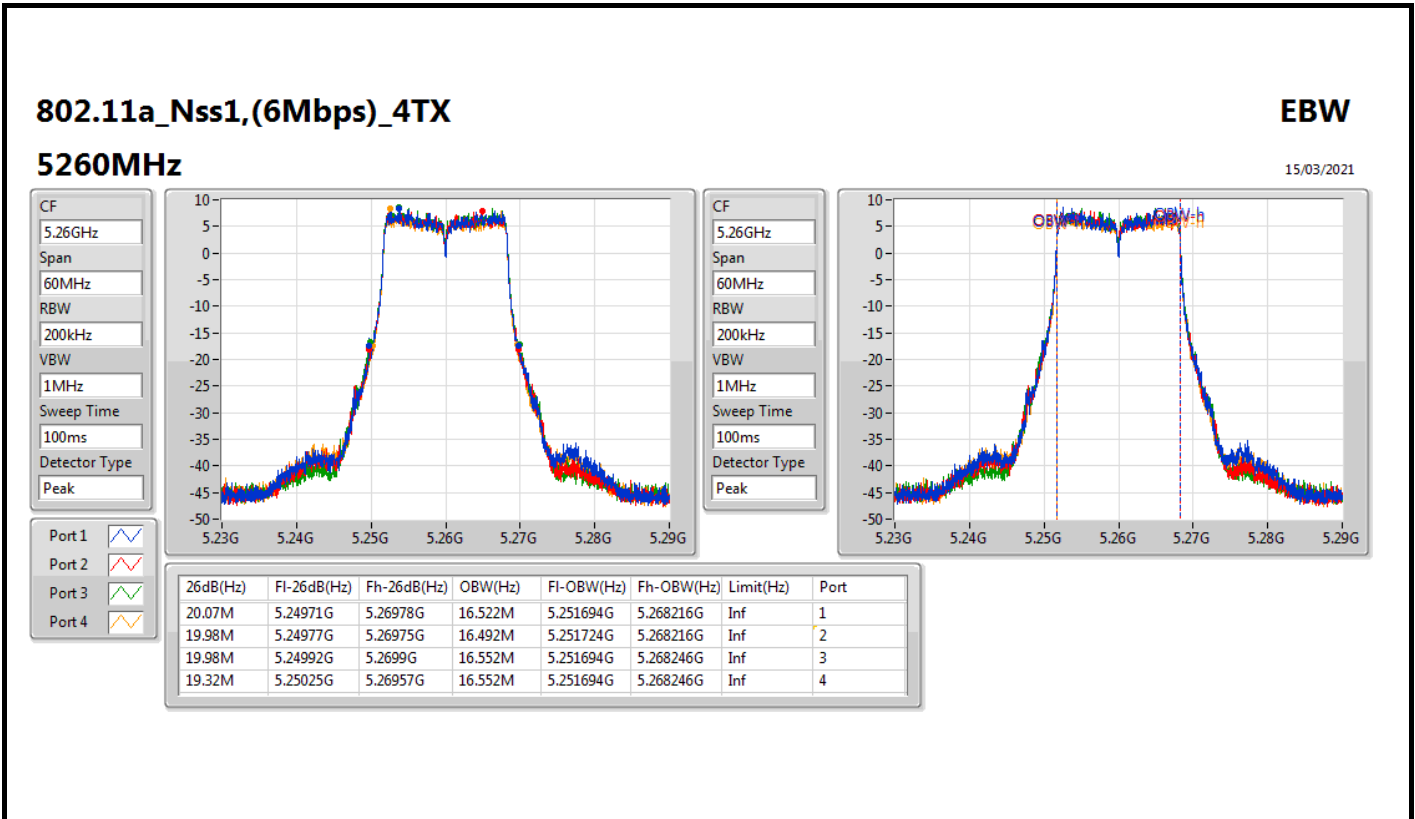 802.11a_Nss1,(6Mbps)_4TX
EBW
5260MHz
15/03/2021
CF
5.26GHz
Span
60MHz
RBW
200kHz
VBW
1MHz
Sweep Time
100ms
Detector Type
Peak
10
5
0
-5
-10
-15
-20
-25
-30
-35
-40
-45
-50
5.23G 5.24G 5.25G 5.26G 5.27G 5.28G 5.29G
CF
5.26GHz
Span
60MHz
RBW
200kHz
VBW
1MHz
Sweep Time
100ms
Detector Type
Peak
10
5
0
-5
-10
-15
-20
-25
-30
-35
-40
-45
-50
5.23G 5.24G 5.25G 5.26G 5.27G 5.28G 5.29G
Port 1
Port 2
Port 3
Port 4
26dB(Hz) Fl-26dB(Hz) Fh-26dB(Hz) OBW(Hz) Fl-OBW(Hz) Fh-OBW(Hz) Limit(Hz) Port
20.07M 5.24971G 5.26978G 16.522M 5.251694G 5.268216G Inf 1
19.98M 5.24977G 5.26975G 16.492M 5.251724G 5.268216G Inf 2
19.98M 5.24992G 5.2699G 16.552M 5.251694G 5.268246G Inf 3
19.32M 5.25025G 5.26957G 16.552M 5.251694G 5.268246G Inf 4